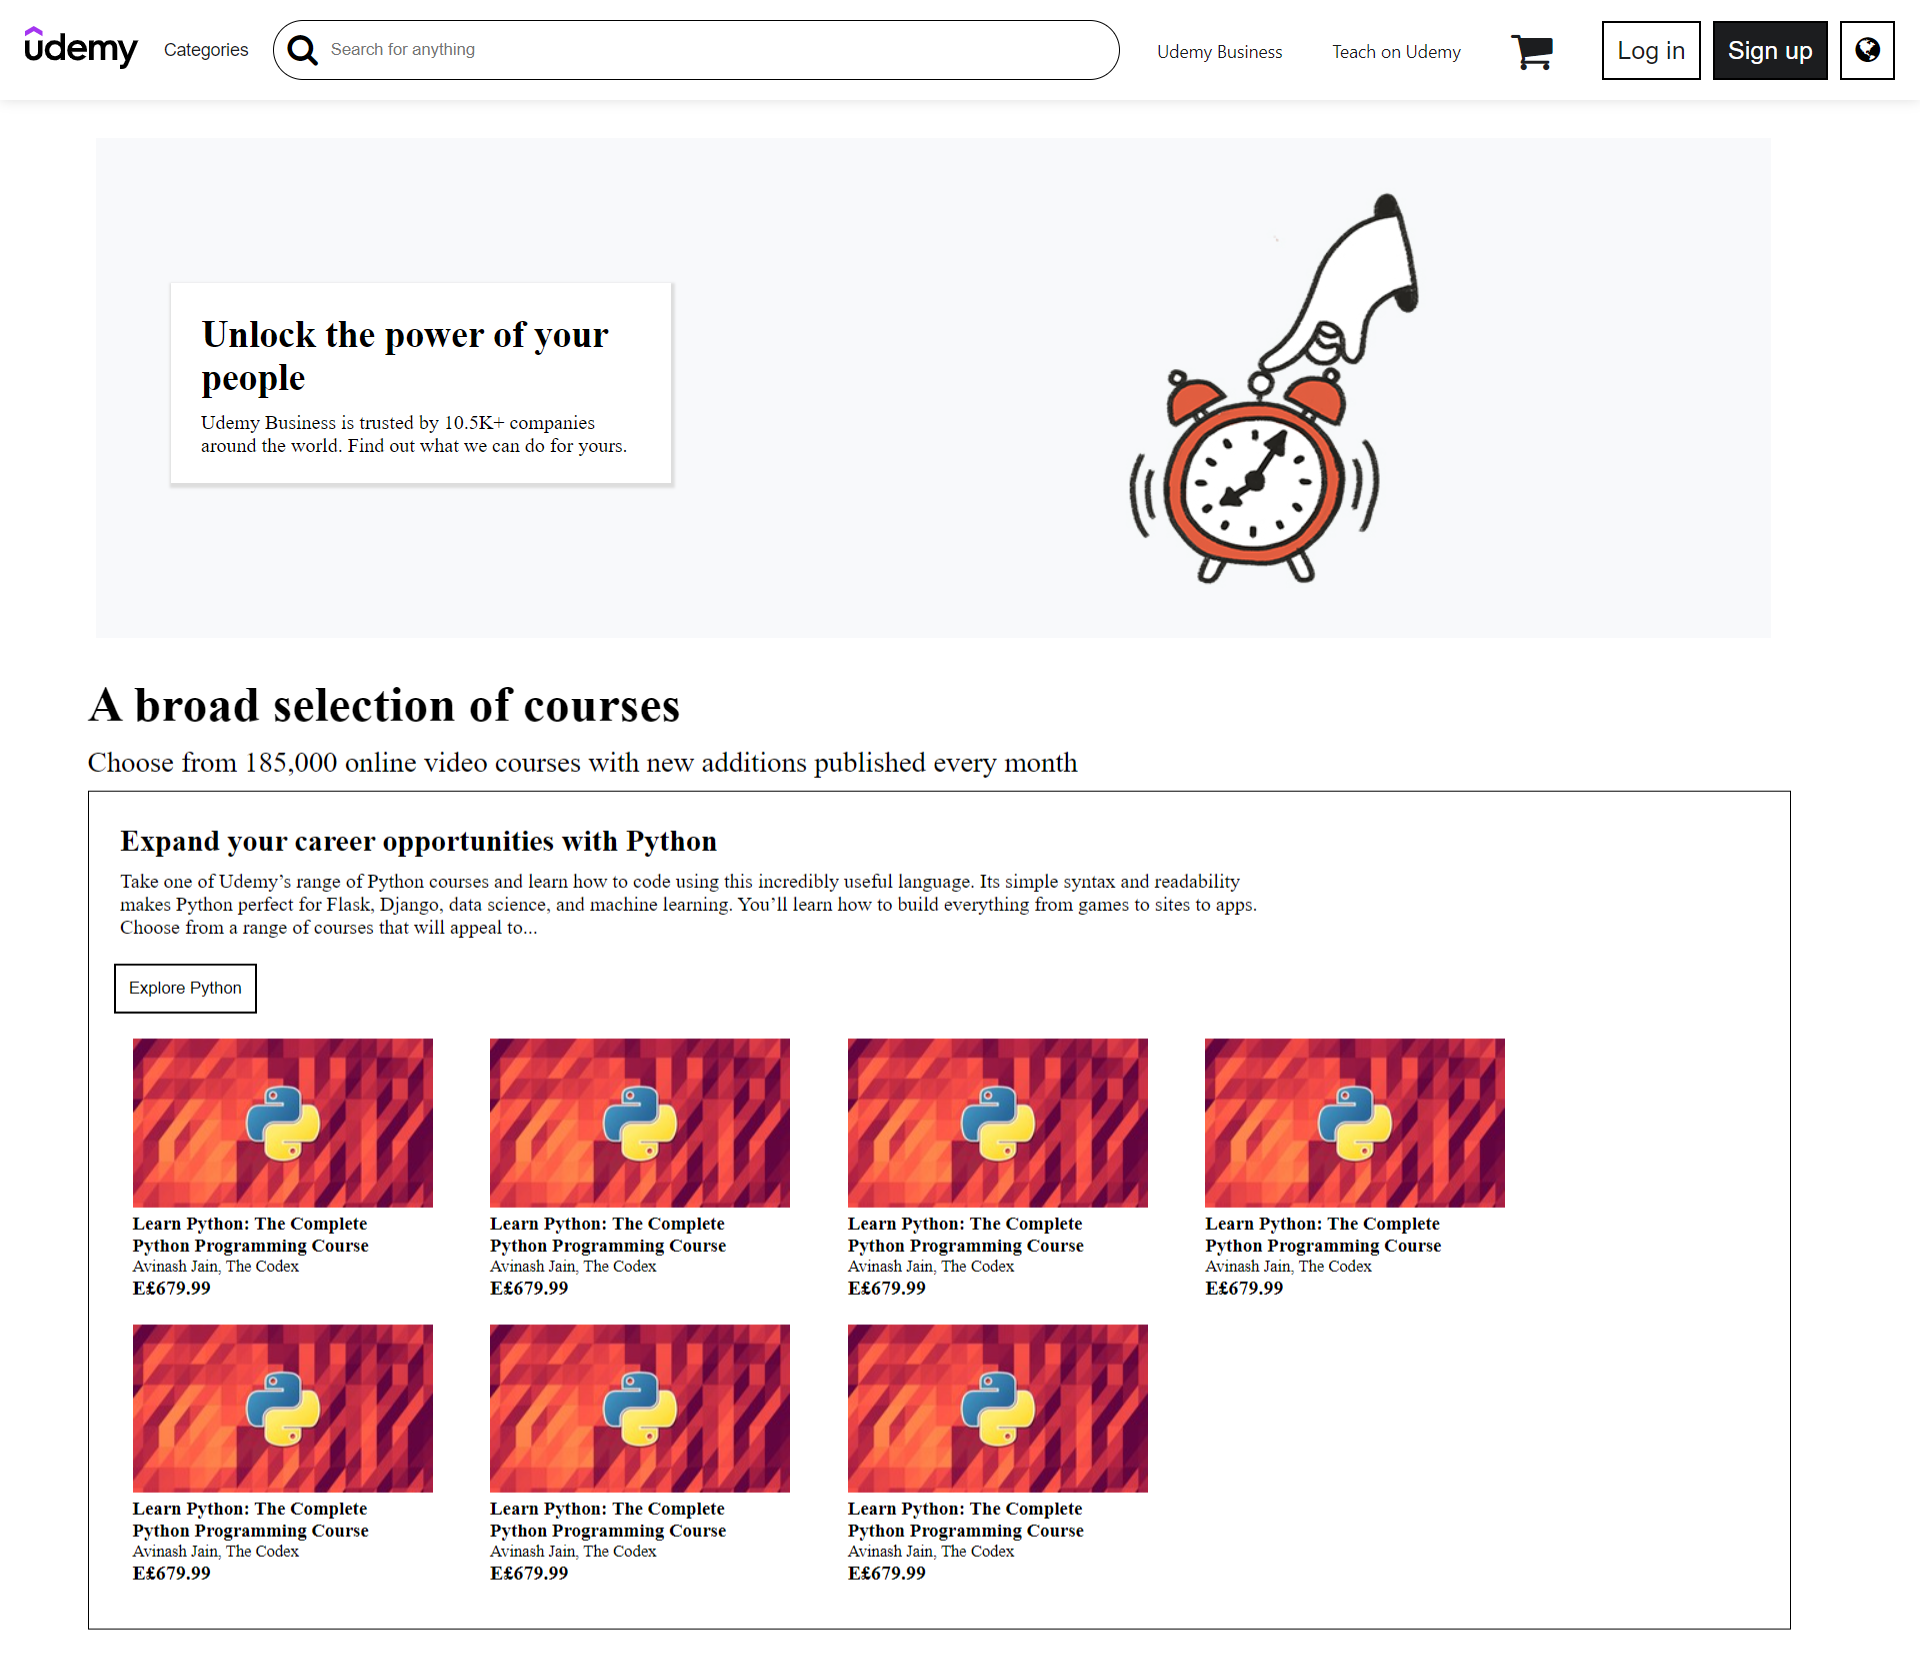 udemy
Categories
Search for anything
Udemy Business
Teach on Udemy
Log in
Sign up
Unlock the power of your
people
Udemy Business is trusted by 10.5K+ companies
around the world. Find out what we can do for yours.
A broad selection of courses
Choose from 185,000 online video courses with new additions published every month
Expand your career opportunities with Python
Take one of Udemy’s range of Python courses and learn how to code using this incredibly useful language. Its simple syntax and readability
makes Python perfect for Flask, Django, data science, and machine learning. You’ll learn how to build everything from games to sites to apps.
Choose from a range of courses that will appeal to...
Explore Python
Learn Python: The Complete
Python Programming Course
Avinash Jain, The Codex
E£679.99
Learn Python: The Complete
Python Programming Course
Avinash Jain, The Codex
E£679.99
Learn Python: The Complete
Python Programming Course
Avinash Jain, The Codex
E£679.99
Learn Python: The Complete
Python Programming Course
Avinash Jain, The Codex
E£679.99
Learn Python: The Complete
Python Programming Course
Avinash Jain, The Codex
E£679.99
Learn Python: The Complete
Python Programming Course
Avinash Jain, The Codex
E£679.99
Learn Python: The Complete
Python Programming Course
Avinash Jain, The Codex
E£679.99